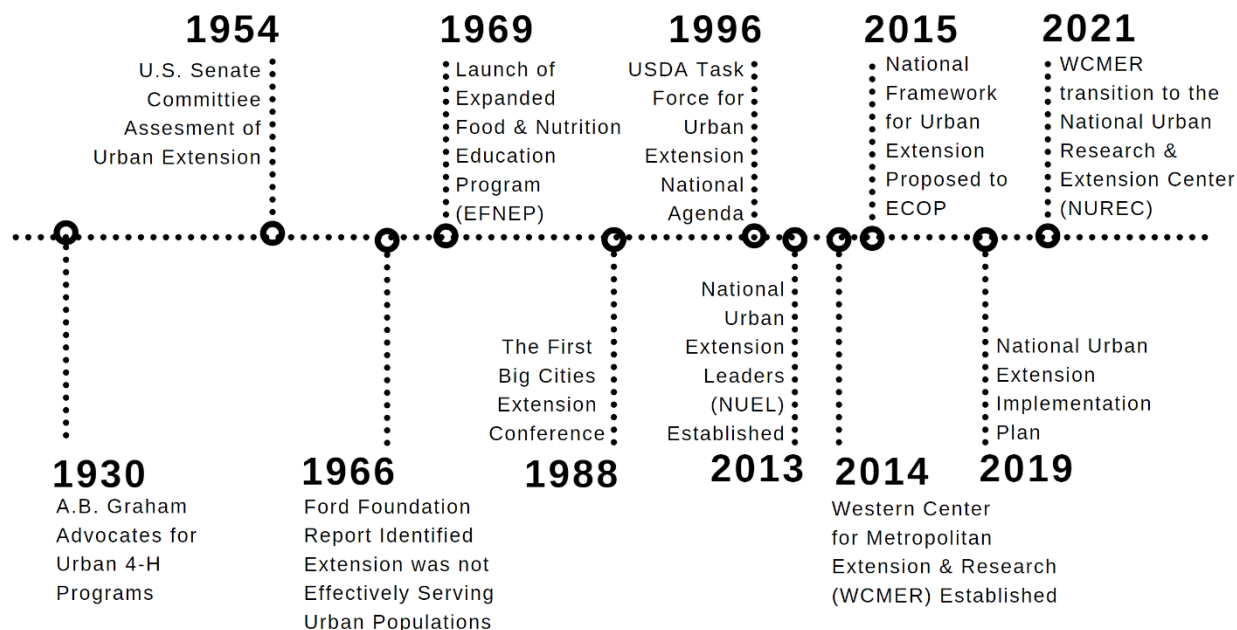 1954
U.S. Senate
Committiee
Assesment of
Urban Extension
1969
Launch of
Expanded
Food & Nutrition
Education
Program
(EFNEP)
1996
USDA Task
Force for
Urban
Extension
National
Agenda
2015
National
Framework
for Urban
Extension
Proposed to
ECOP
2021
WCMER
transition to the
National Urban
Research &
Extension Center
(NUREC)
1930
A.B. Graham
Advocates for
Urban 4-H
Programs
1966
Ford Foundation
Report Identified
Extension was not
Effectively Serving
Urban Populations
The First
Big Cities
Extension
Conference
1988
National
Urban
Extension
Leaders
(NUEL)
Established
2013
2014
Western Center
for Metropolitan
Extension & Research
(WCMER) Established
National Urban
Extension
Implementation
Plan
2019